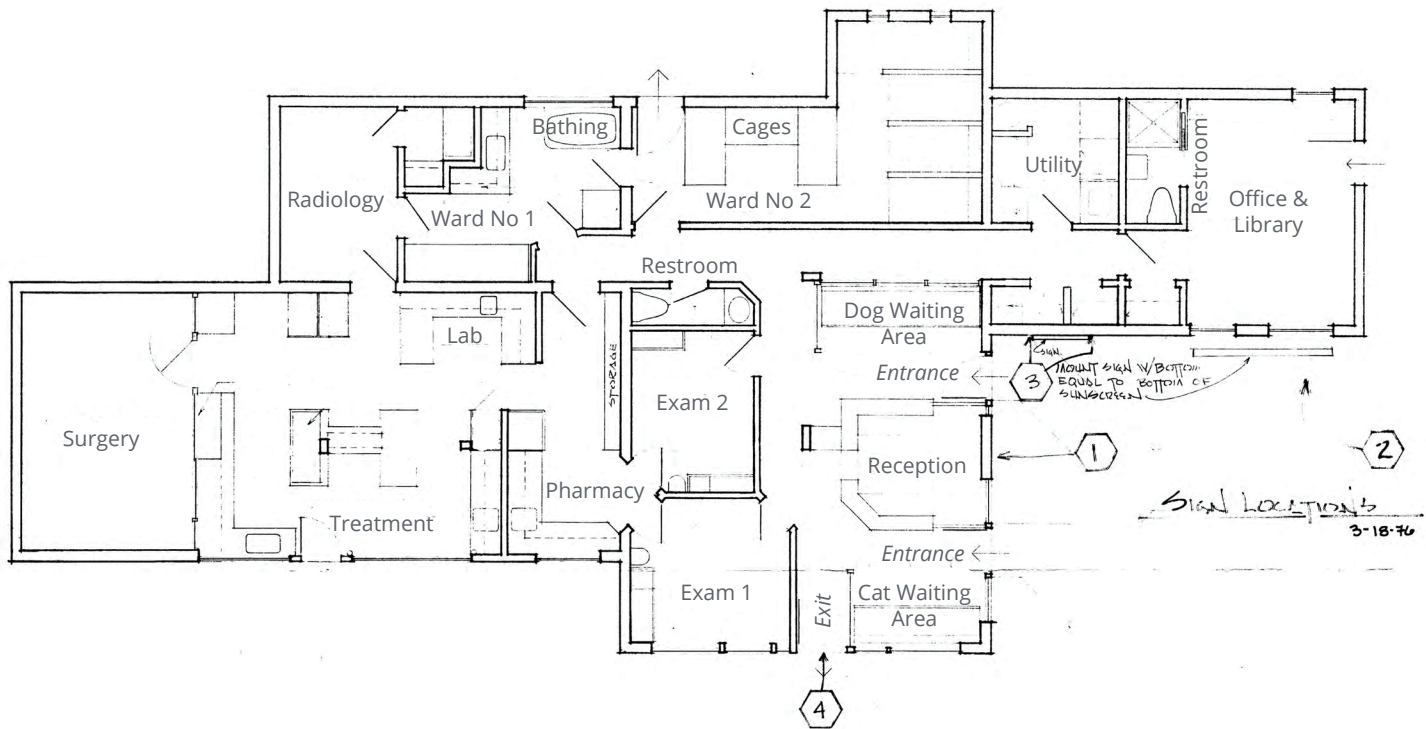 Bathing
Cages
Radiology
Ward No 1
Ward No 2
Utility
Restroom
Office &
Library
Restroom
Dog Waiting
Area
Lab
STORAGE
Entrance
SIGN
3
MOUNT SIGN W/BOTTOM
EQUAL TO BOTTOM OF
SUNSCREEN
Exam 2
Surgery
Reception
1
2
Pharmacy
Treatment
SIGN LOCATIONS
3-18-76
Entrance
Exam 1
Exit
Cat Waiting
Area
4